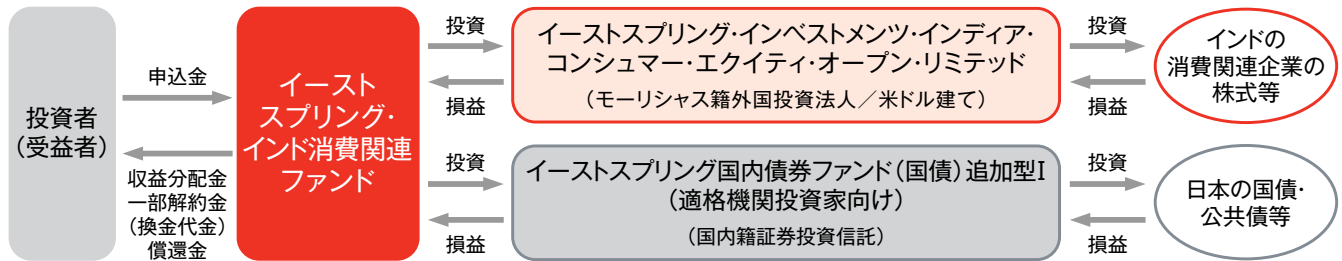 投資者
(受益者)
申込金
収益分配金
一部解約金
(換金代金)
償還金
イースト
スプリング・
インド消費関連
ファンド
投資
損益
イーストスプリング・インベストメンツ・インディア・
コンシュマー・エクイティ・オープン・リミテッド
(モーリシャス籍外国投資法人／米ドル建て)
投資
損益
インドの
消費関連企業の
株式等
投資
損益
イーストスプリング国内債券ファンド(国債)追加型I
(適格機関投資家向け)
(国内籍証券投資信託)
投資
損益
日本の国債・
公共債等